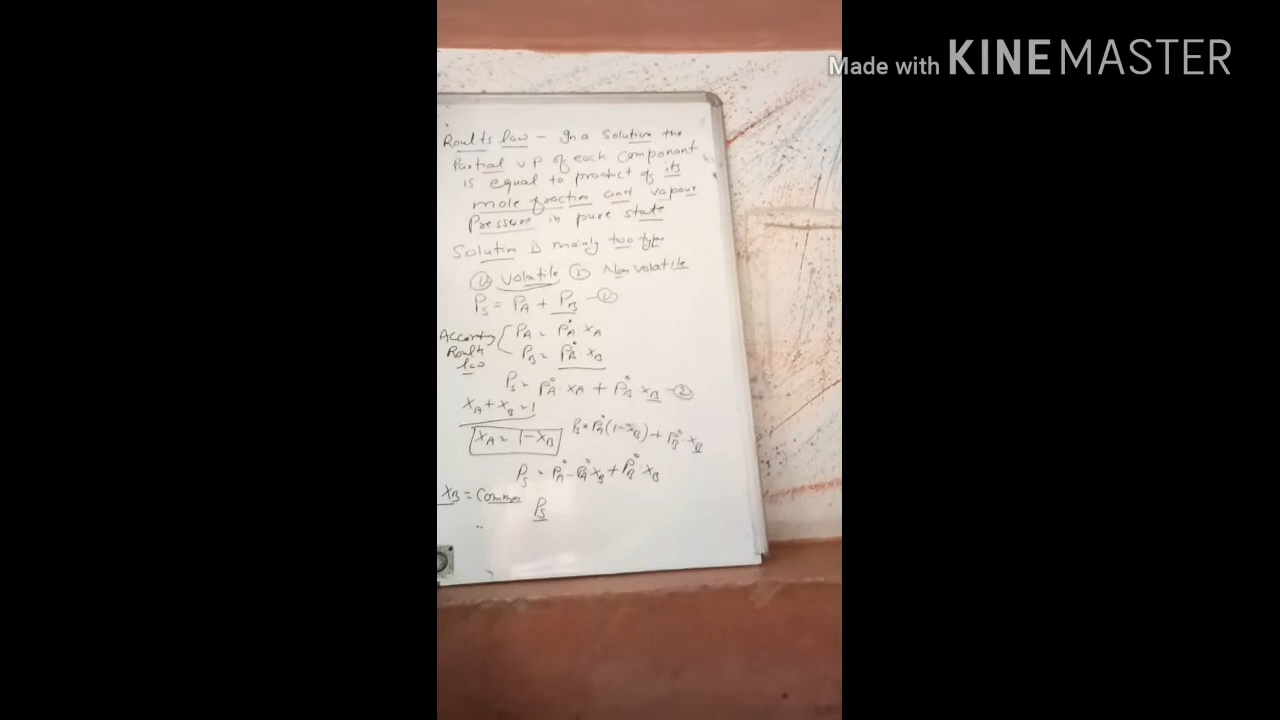 Made with KINEMASTER
Roults law - In a solution the
Partial v.p of each componant
is equal to product of its
mole fraction and vapour
Pressure in pure state
Solution is mainly two type
① Volatile ② Non volatile
Ps = PA + PB -①
According Roults law
PA = P°A xA
PB = P°B · xB
Ps = P°A · xA + P°B xB -②
xA + xB = 1
xA = 1 - xB
Ps = P°A (1 - xB) + P°B · xB
Ps = P°A - P°A xB + P°B · xB
xB = Common
Ps